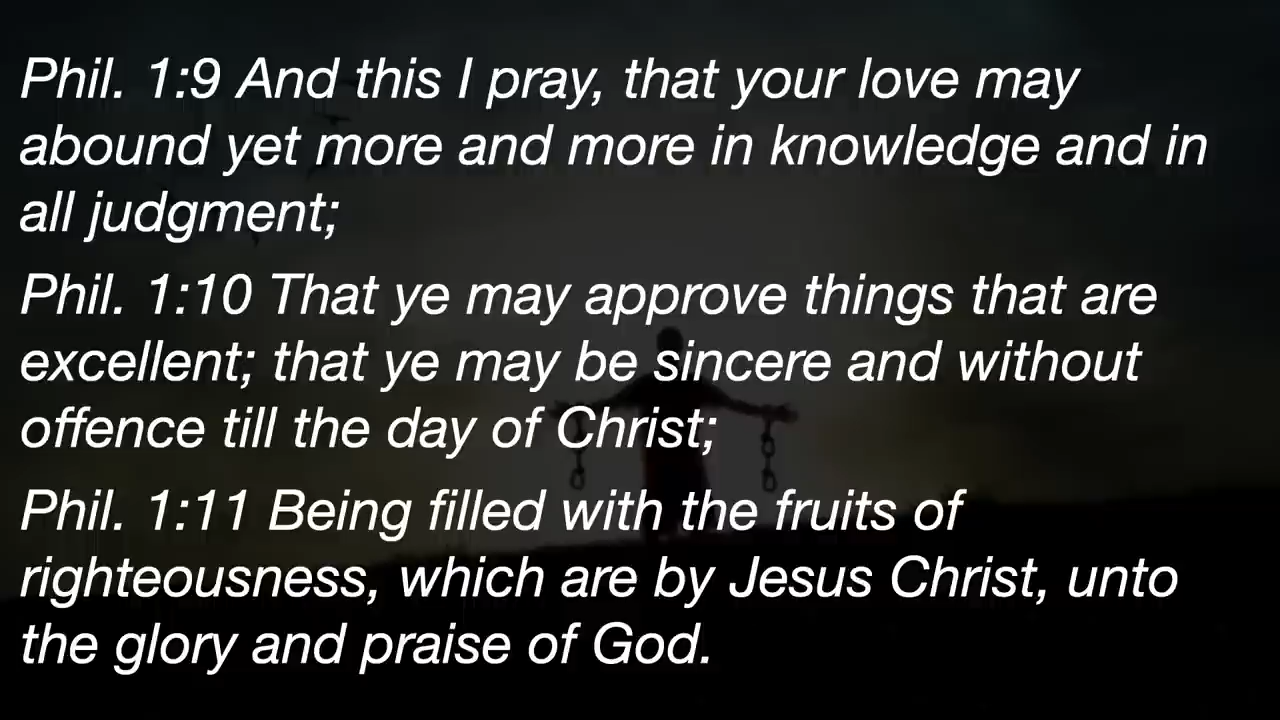 Phil. 1:9 And this I pray, that your love may
abound yet more and more in knowledge and in
all judgment;
Phil. 1:10 That ye may approve things that are
excellent; that ye may be sincere and without
offence till the day of Christ;
Phil. 1:11 Being filled with the fruits of
righteousness, which are by Jesus Christ, unto
the glory and praise of God.